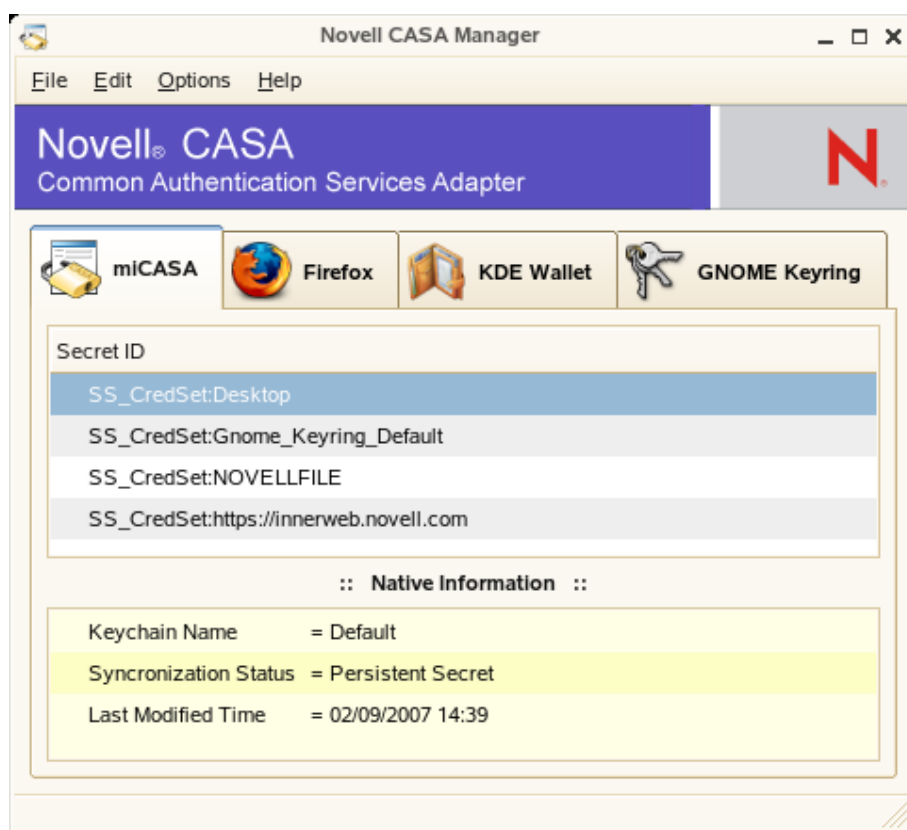 Novell CASA Manager
File Edit Options Help
Novell® CASA
Common Authentication Services Adapter
N®
miCASA Firefox KDE Wallet GNOME Keyring
Secret ID
SS_CredSet:Desktop
SS_CredSet:Gnome_Keyring_Default
SS_CredSet:NOVELLFILE
SS_CredSet:https://innerweb.novell.com
:: Native Information ::
Keychain Name = Default
Syncronization Status = Persistent Secret
Last Modified Time = 02/09/2007 14:39